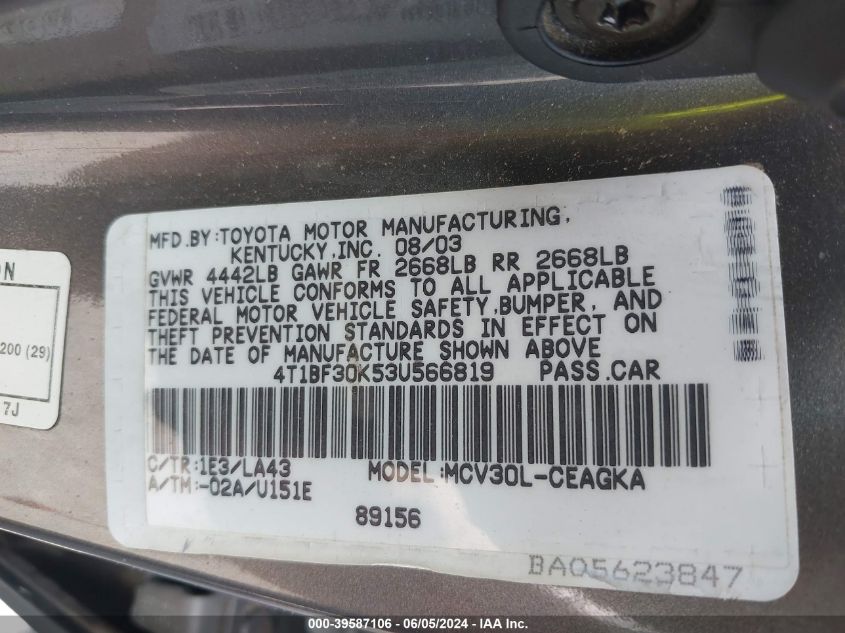 MFD.BY:TOYOTA MOTOR MANUFACTURING,
KENTUCKY,INC. 08/03
GVWR 4442LB GAWR FR 2668LB RR 2668LB
THIS VEHICLE CONFORMS TO ALL APPLICABLE
FEDERAL MOTOR VEHICLE SAFETY,BUMPER, AND
THEFT PREVENTION STANDARDS IN EFFECT ON
THE DATE OF MANUFACTURE SHOWN ABOVE
4T1BF30K53U566819 PASS.CAR
C/TR:1E3/LA43 MODEL:MCV30L-CEAGKA
A/TM:-02A/U151E
89156
BA05623847
ON
200 (29)
7J
000-39587106 - 06/05/2024 - IAAI, Inc.